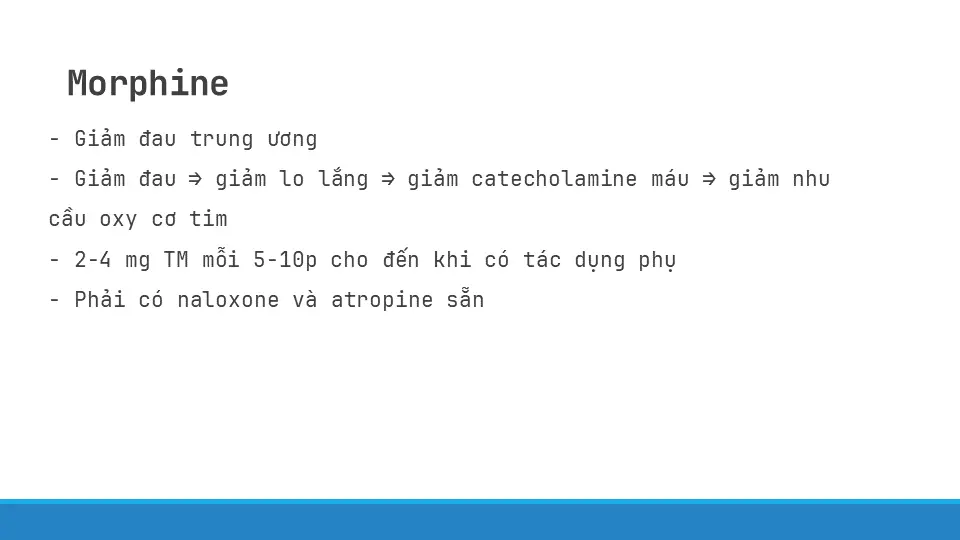 Morphine
- Giảm đau trung ương
- Giảm đau ⇒ giảm lo lắng ⇒ giảm catecholamine máu ⇒ giảm nhu
cầu oxy cơ tim
- 2-4 mg TM mỗi 5-10p cho đến khi có tác dụng phụ
- Phải có naloxone và atropine sẵn